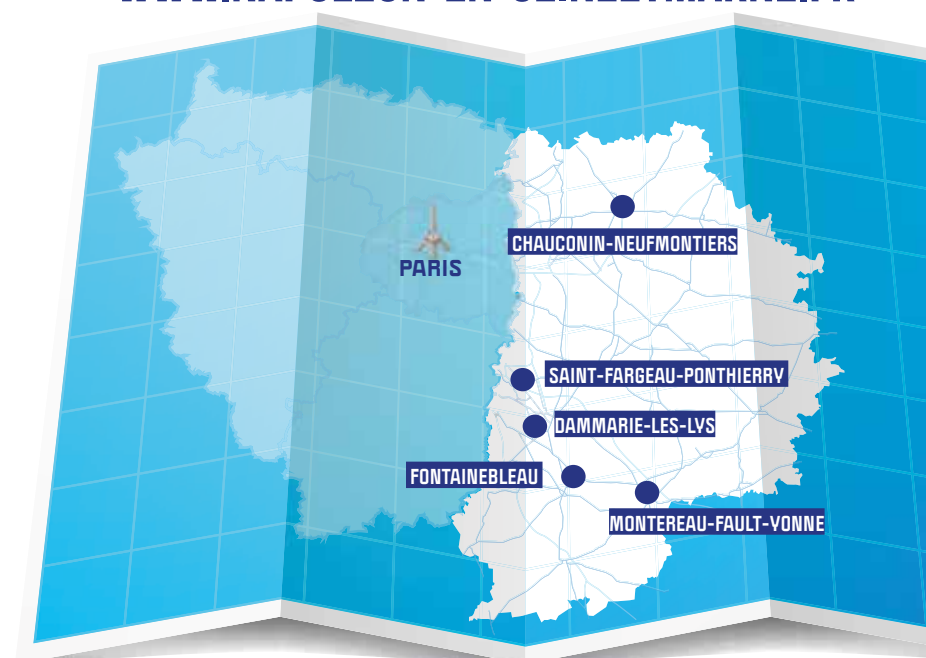 PARIS
CHAUCONIN-NEUFMONTIERS
SAINT-FARGEAU-PONTHIERRY
DAMMARIE-LES-LYS
FONTAINEBLEAU
MONTEREAU-FAULT-YONNE